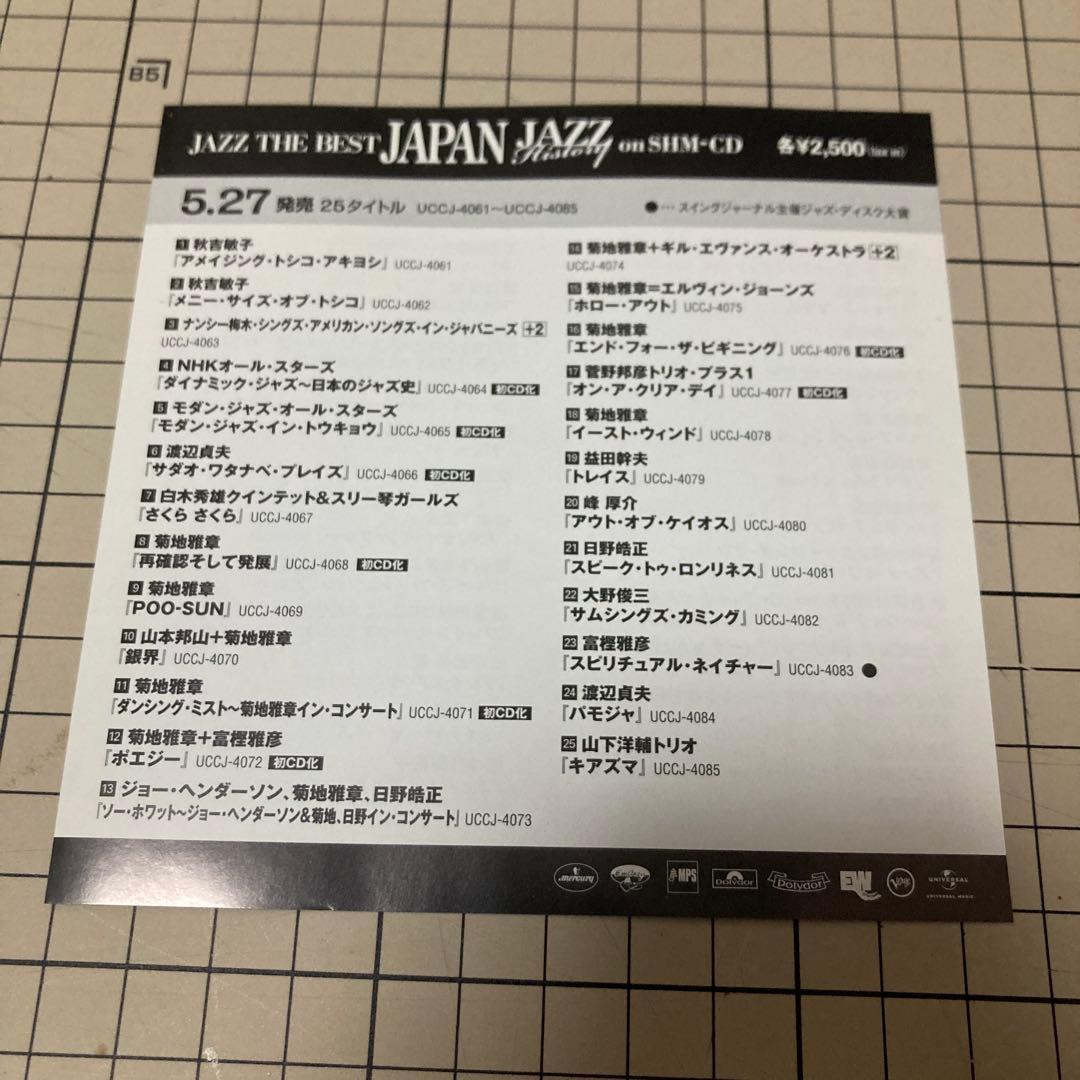 B5
JAZZ THE BEST JAPAN JAZZ History on SHM-CD 各¥2,500(tax in)
5.27 発売 25タイトル UCCJ-4061~UCCJ-4085 ●…スイングジャーナル主催ジャズ・ディスク大賞
1 秋吉敏子
『アメイジング・トシコ・アキヨシ』UCCJ-4061
2 秋吉敏子
『メニー・サイズ・オブ・トシコ』UCCJ-4062
3 ナンシー梅木・シングズ・アメリカン・ソングズ・イン・ジャパニーズ +2
UCCJ-4063
4 NHKオール・スターズ
『ダイナミック・ジャズ~日本のジャズ史』UCCJ-4064 初CD化
5 モダン・ジャズ・オール・スターズ
『モダン・ジャズ・イン・トウキョウ』UCCJ-4065 初CD化
6 渡辺貞夫
『サダオ・ワタナベ・プレイズ』UCCJ-4066 初CD化
7 白木秀雄クインテット&スリー琴ガールズ
『さくら さくら』UCCJ-4067
8 菊地雅章
『再確認そして発展』UCCJ-4068 初CD化
9 菊地雅章
『POO-SUN』UCCJ-4069
10 山本邦山+菊地雅章
『銀界』UCCJ-4070
11 菊地雅章
『ダンシング・ミスト~菊地雅章イン・コンサート』UCCJ-4071 初CD化
12 菊地雅章+富樫雅彦
『ポエジー』UCCJ-4072 初CD化
13 ジョー・ヘンダーソン、菊地雅章、日野皓正
『ソー・ホワット~ジョー・ヘンダーソン&菊地、日野イン・コンサート』UCCJ-4073
14 菊地雅章+ギル・エヴァンス・オーケストラ +2
UCCJ-4074
15 菊地雅章=エルヴィン・ジョーンズ
『ホロー・アウト』UCCJ-4075
16 菊地雅章
『エンド・フォー・ザ・ビギニング』UCCJ-4076 初CD化
17 菅野邦彦トリオ・プラス1
『オン・ア・クリア・デイ』UCCJ-4077 初CD化
18 菊地雅章
『イースト・ウィンド』UCCJ-4078
19 益田幹夫
『トレイス』UCCJ-4079
20 峰 厚介
『アウト・オブ・ケイオス』UCCJ-4080
21 日野皓正
『スピーク・トゥ・ロンリネス』UCCJ-4081
22 大野俊三
『サムシングズ・カミング』UCCJ-4082
23 富樫雅彦
『スピリチュアル・ネイチャー』UCCJ-4083 ●
24 渡辺貞夫
『パモジャ』UCCJ-4084
25 山下洋輔トリオ
『キアズマ』UCCJ-4085
mercury EmArcy MPS Polydor Polydor EW Verve UNIVERSAL
UNIVERSAL MUSIC